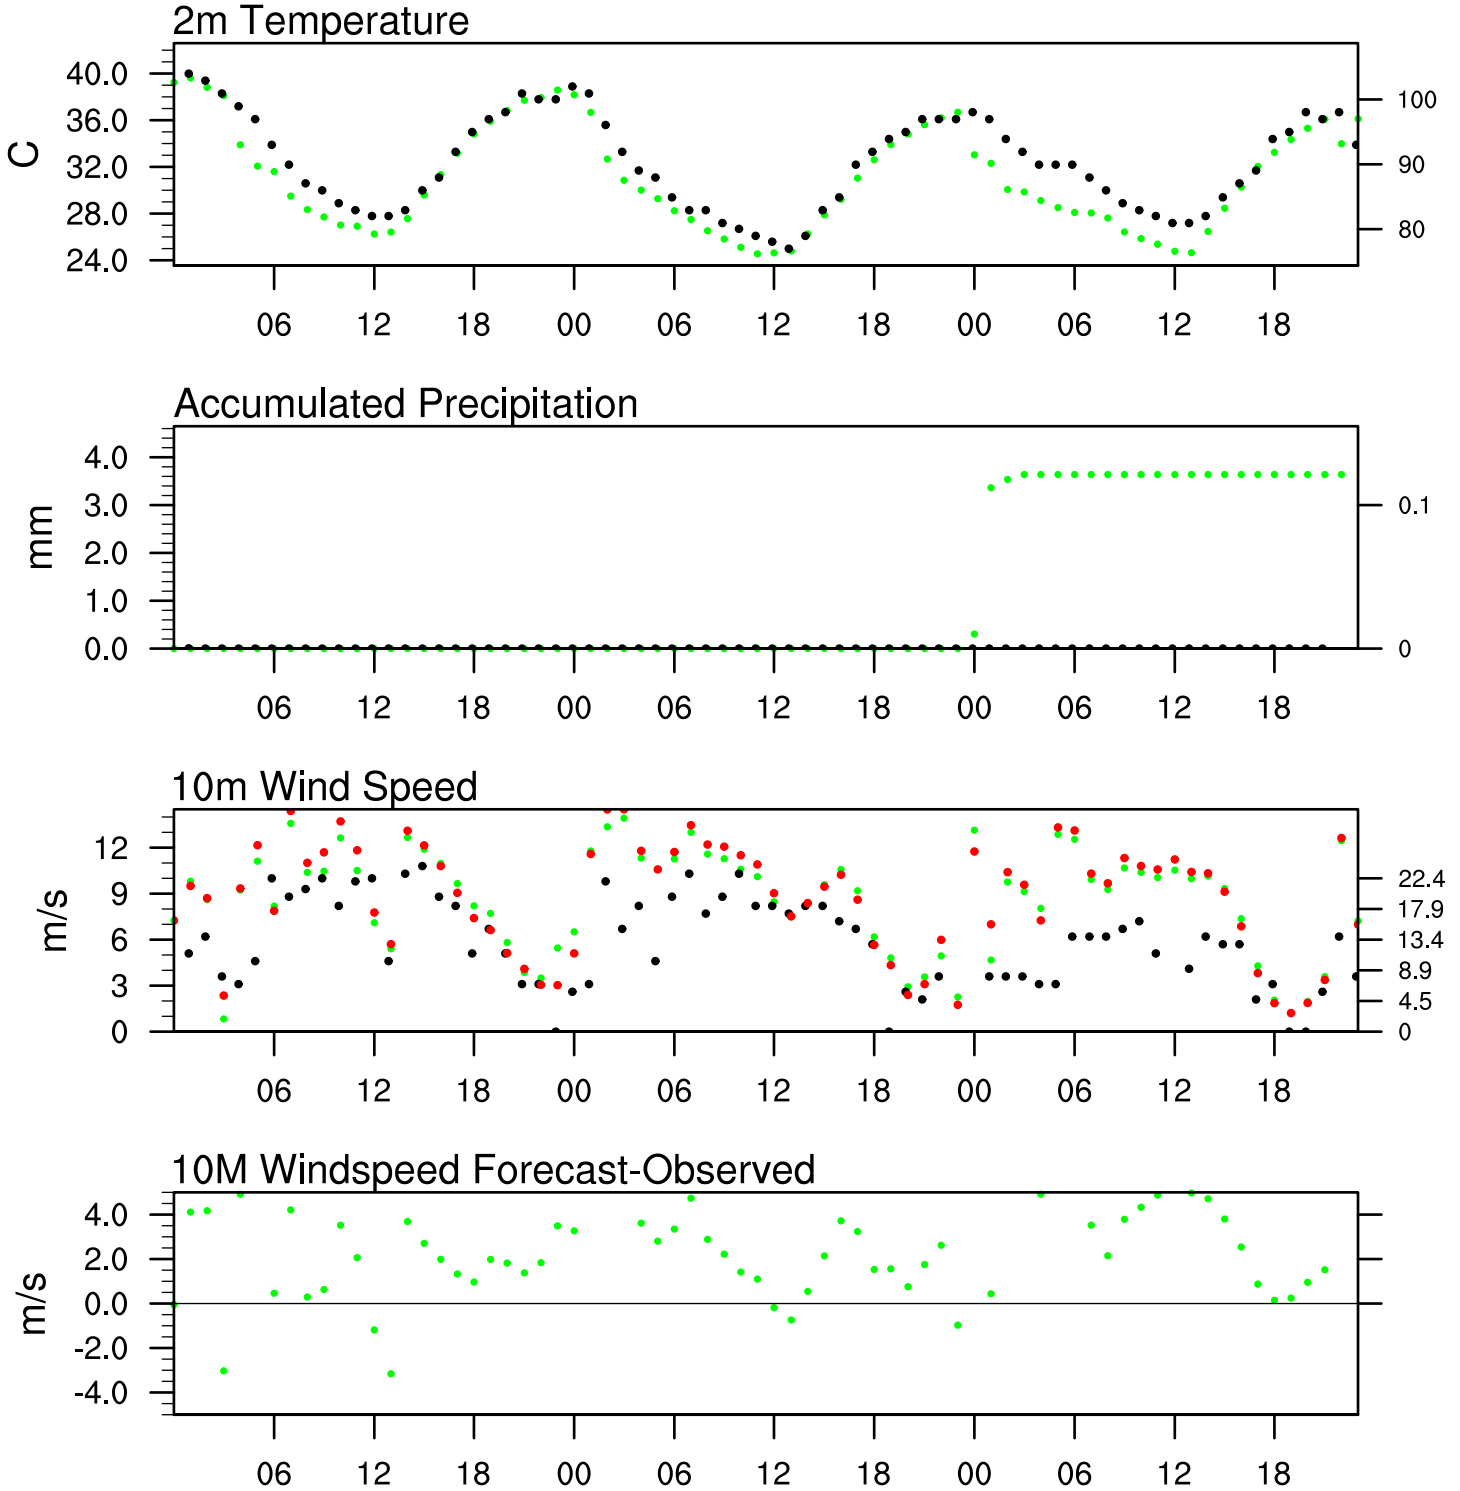 2m Temperature
40.0
36.0
32.0
28.0
24.0
C
100
90
80
06 12 18 00 06 12 18 00 06 12 18
Accumulated Precipitation
4.0
3.0
2.0
1.0
0.0
mm
0.1
0
06 12 18 00 06 12 18 00 06 12 18
10m Wind Speed
12
9
6
3
0
m/s
22.4
17.9
13.4
8.9
4.5
0
06 12 18 00 06 12 18 00 06 12 18
10M Windspeed Forecast-Observed
4.0
2.0
0.0
-2.0
-4.0
m/s
06 12 18 00 06 12 18 00 06 12 18